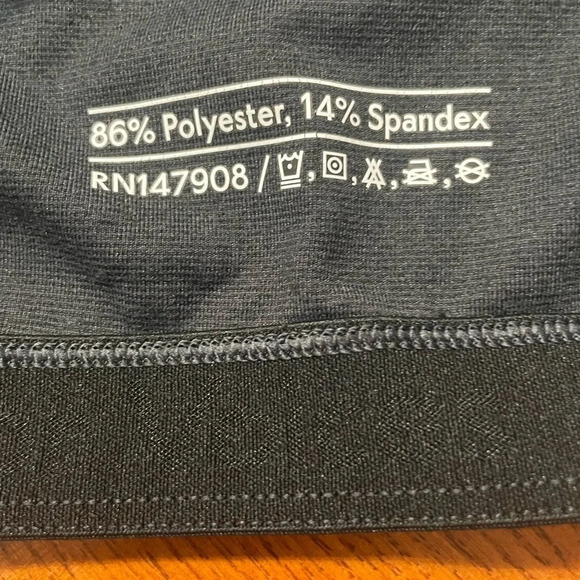 86% Polyester, 14% Spandex
RN147908 /